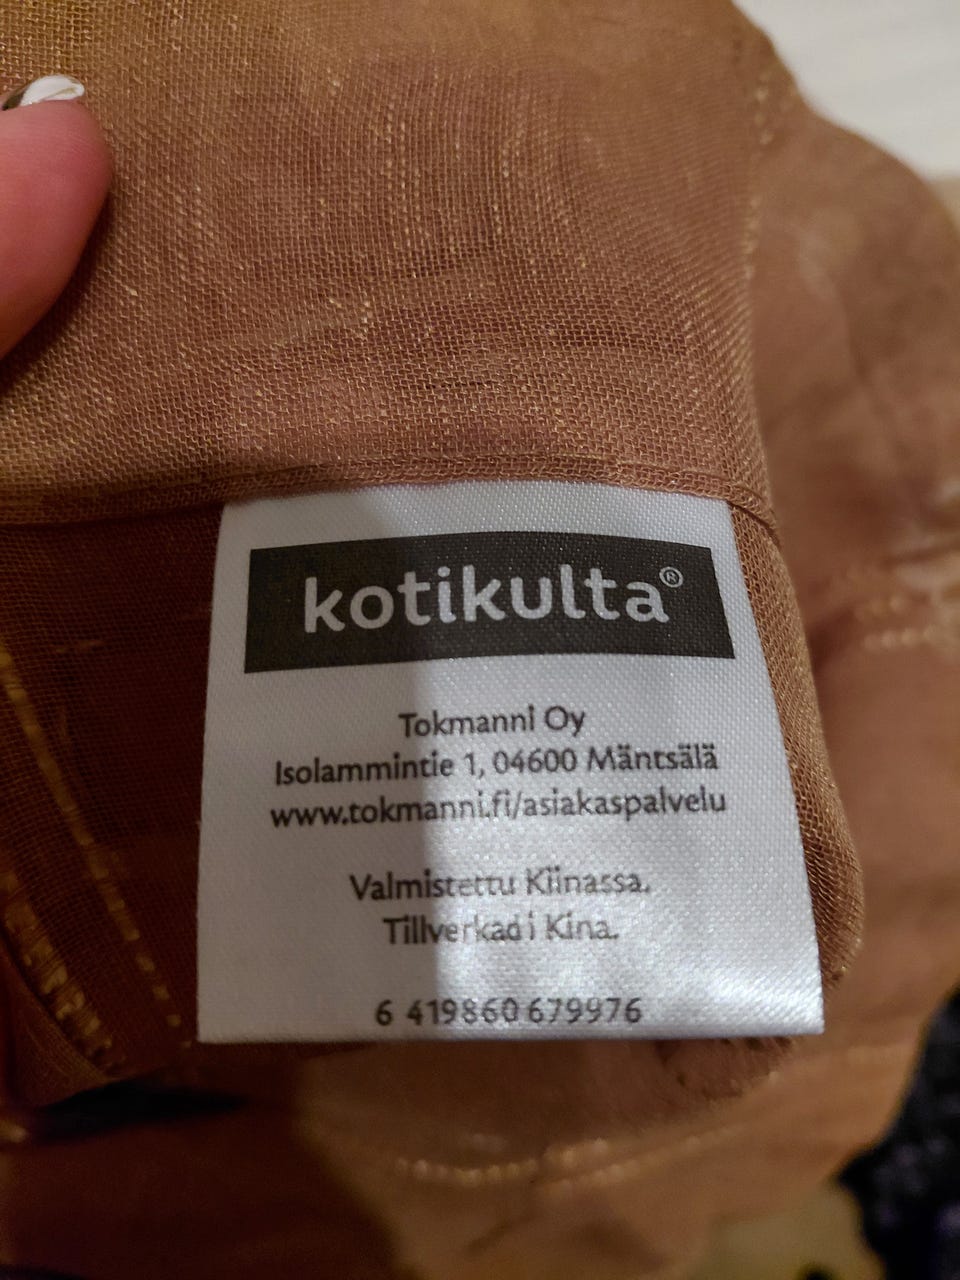 kotikulta®
Tokmanni Oy
Isolammintie 1, 04600 Mäntsälä
www.tokmanni.fi/asiakaspalvelu
Valmistettu Kiinassa.
Tillverkad i Kina.
6 419860 679976